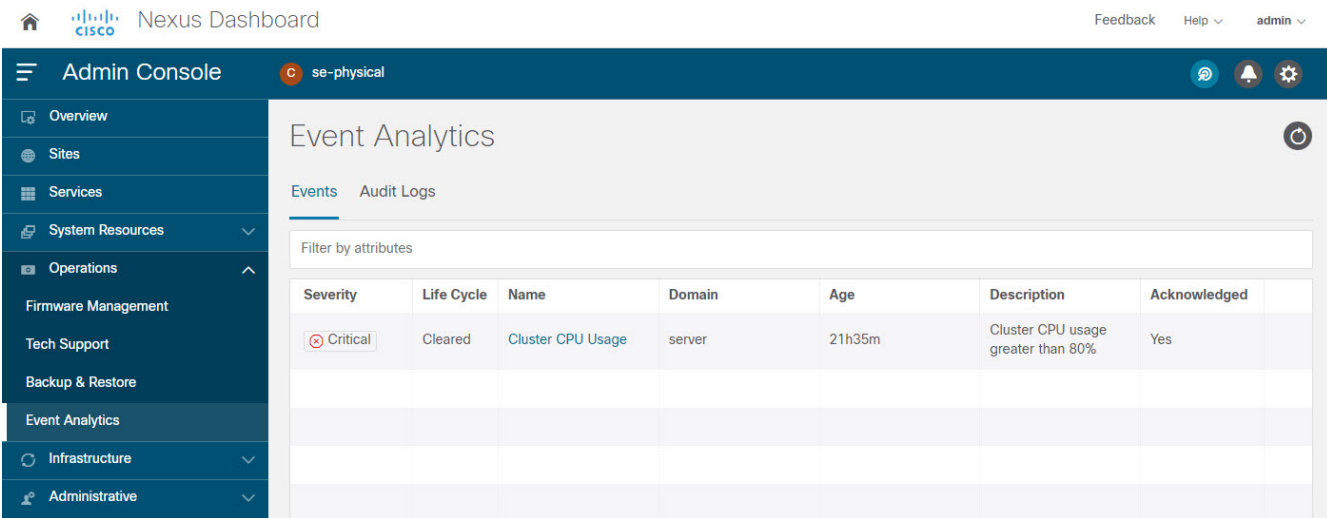 CISCO Nexus Dashboard Feedback Help admin
Admin Console C se-physical
Overview
Sites
Services
System Resources
Operations
Firmware Management
Tech Support
Backup & Restore
Event Analytics
Infrastructure
Administrative
Event Analytics
Events Audit Logs
Filter by attributes
Severity Life Cycle Name Domain Age Description Acknowledged
Critical Cleared Cluster CPU Usage server 21h35m Cluster CPU usage Yes
greater than 80%